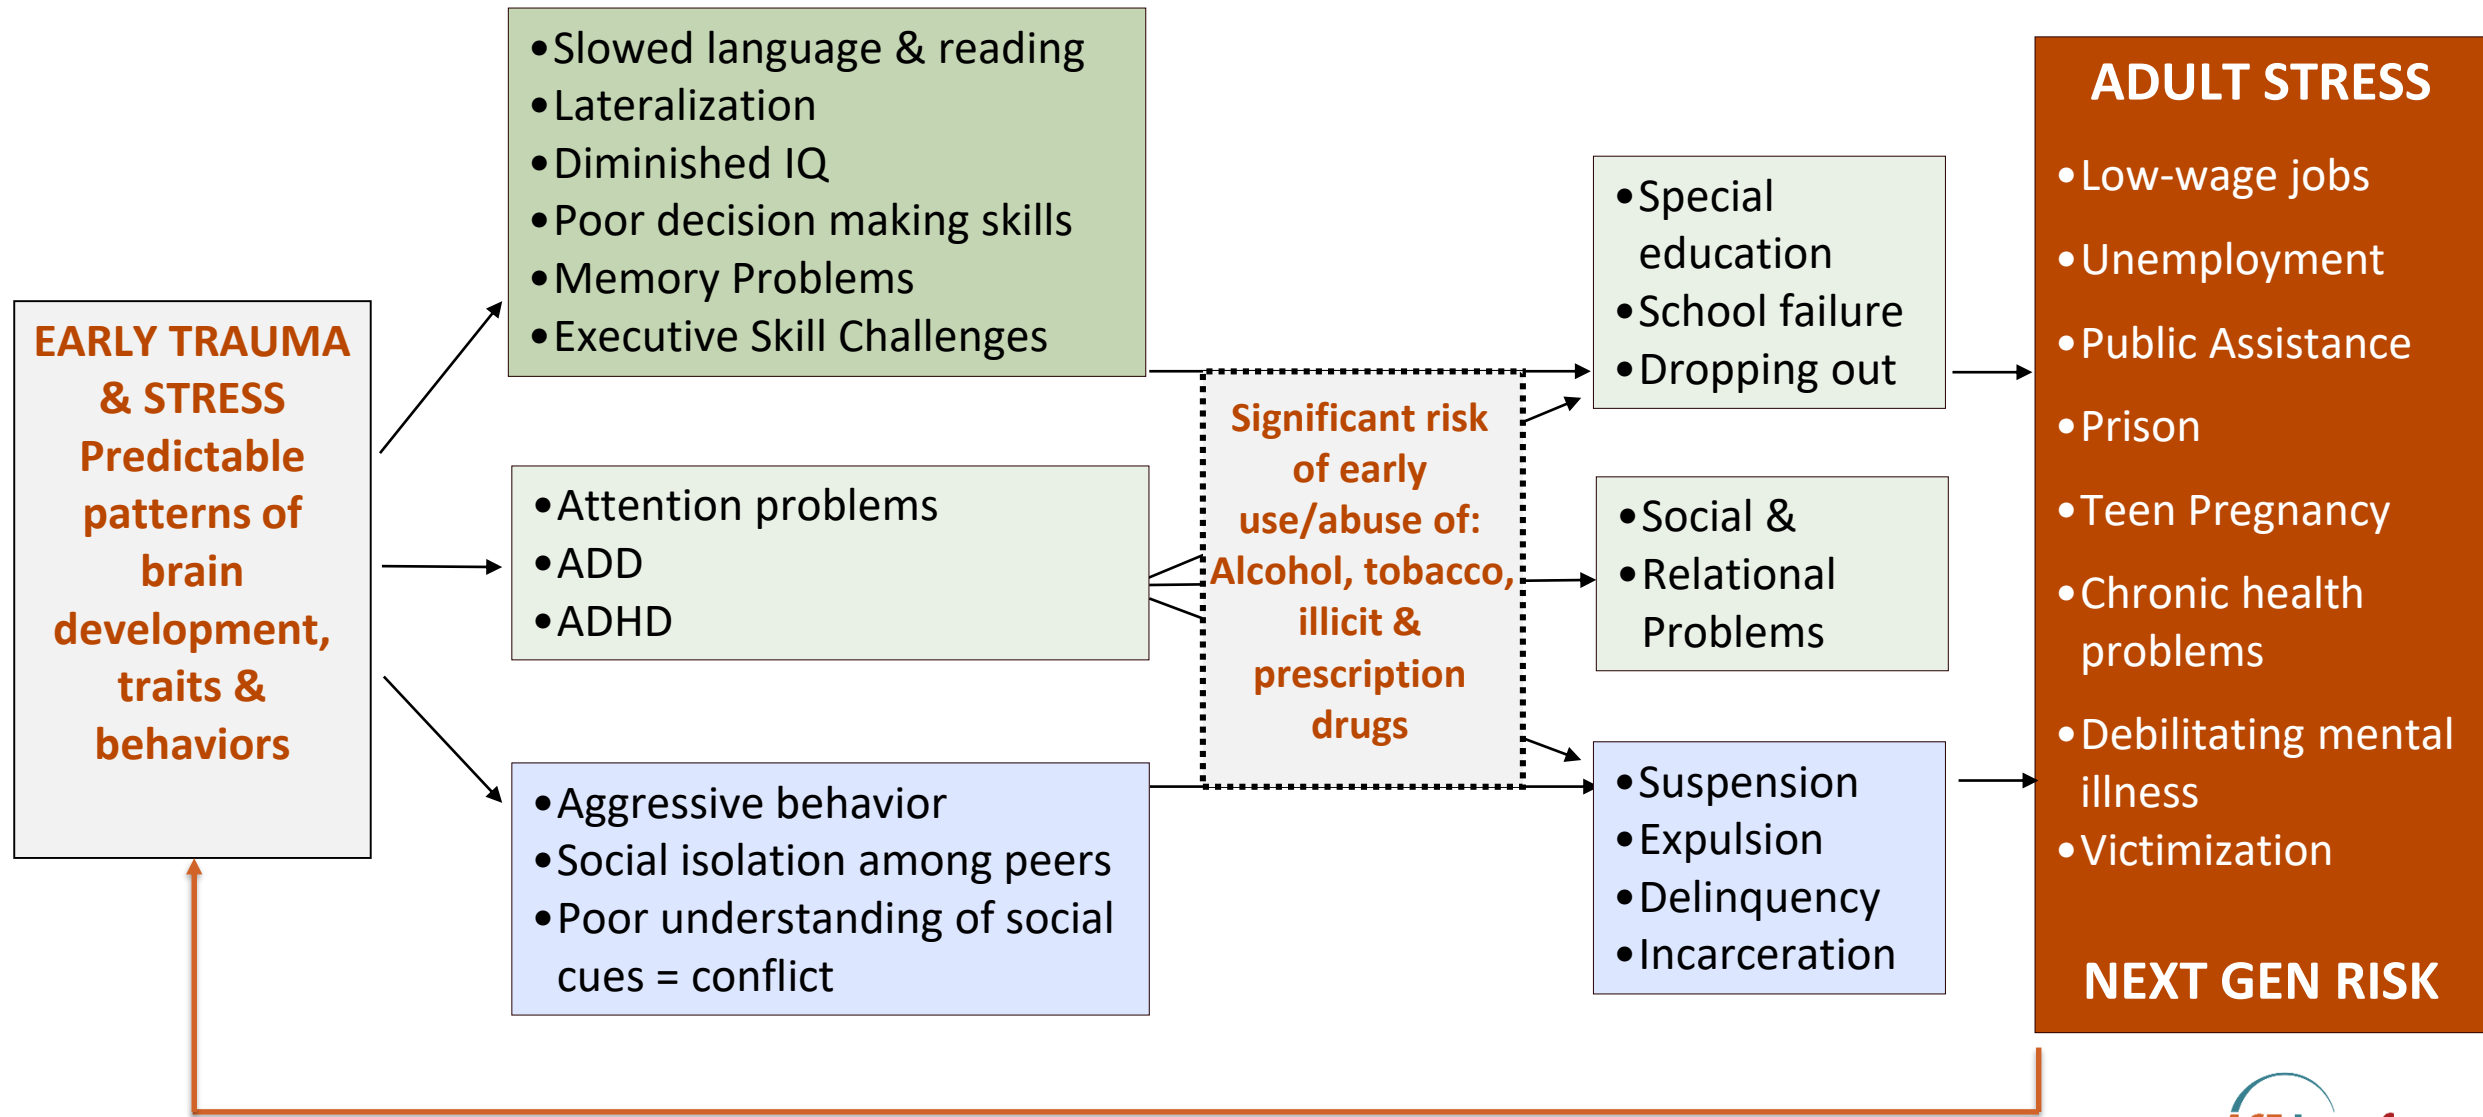 EARLY TRAUMA
& STRESS
Predictable
patterns of
brain
development,
traits &
behaviors
•Slowed language & reading
•Lateralization
•Diminished IQ
•Poor decision making skills
•Memory Problems
•Executive Skill Challenges
•Attention problems
•ADD
•ADHD
•Aggressive behavior
•Social isolation among peers
•Poor understanding of social
cues = conflict
Significant risk
of early
use/abuse of:
Alcohol, tobacco,
illicit &
prescription
drugs
•Special
education
•School failure
•Dropping out
•Social &
•Relational
Problems
•Suspension
•Expulsion
•Delinquency
•Incarceration
ADULT STRESS
•Low-wage jobs
•Unemployment
•Public Assistance
•Prison
•Teen Pregnancy
•Chronic health
problems
•Debilitating mental
illness
•Victimization
NEXT GEN RISK